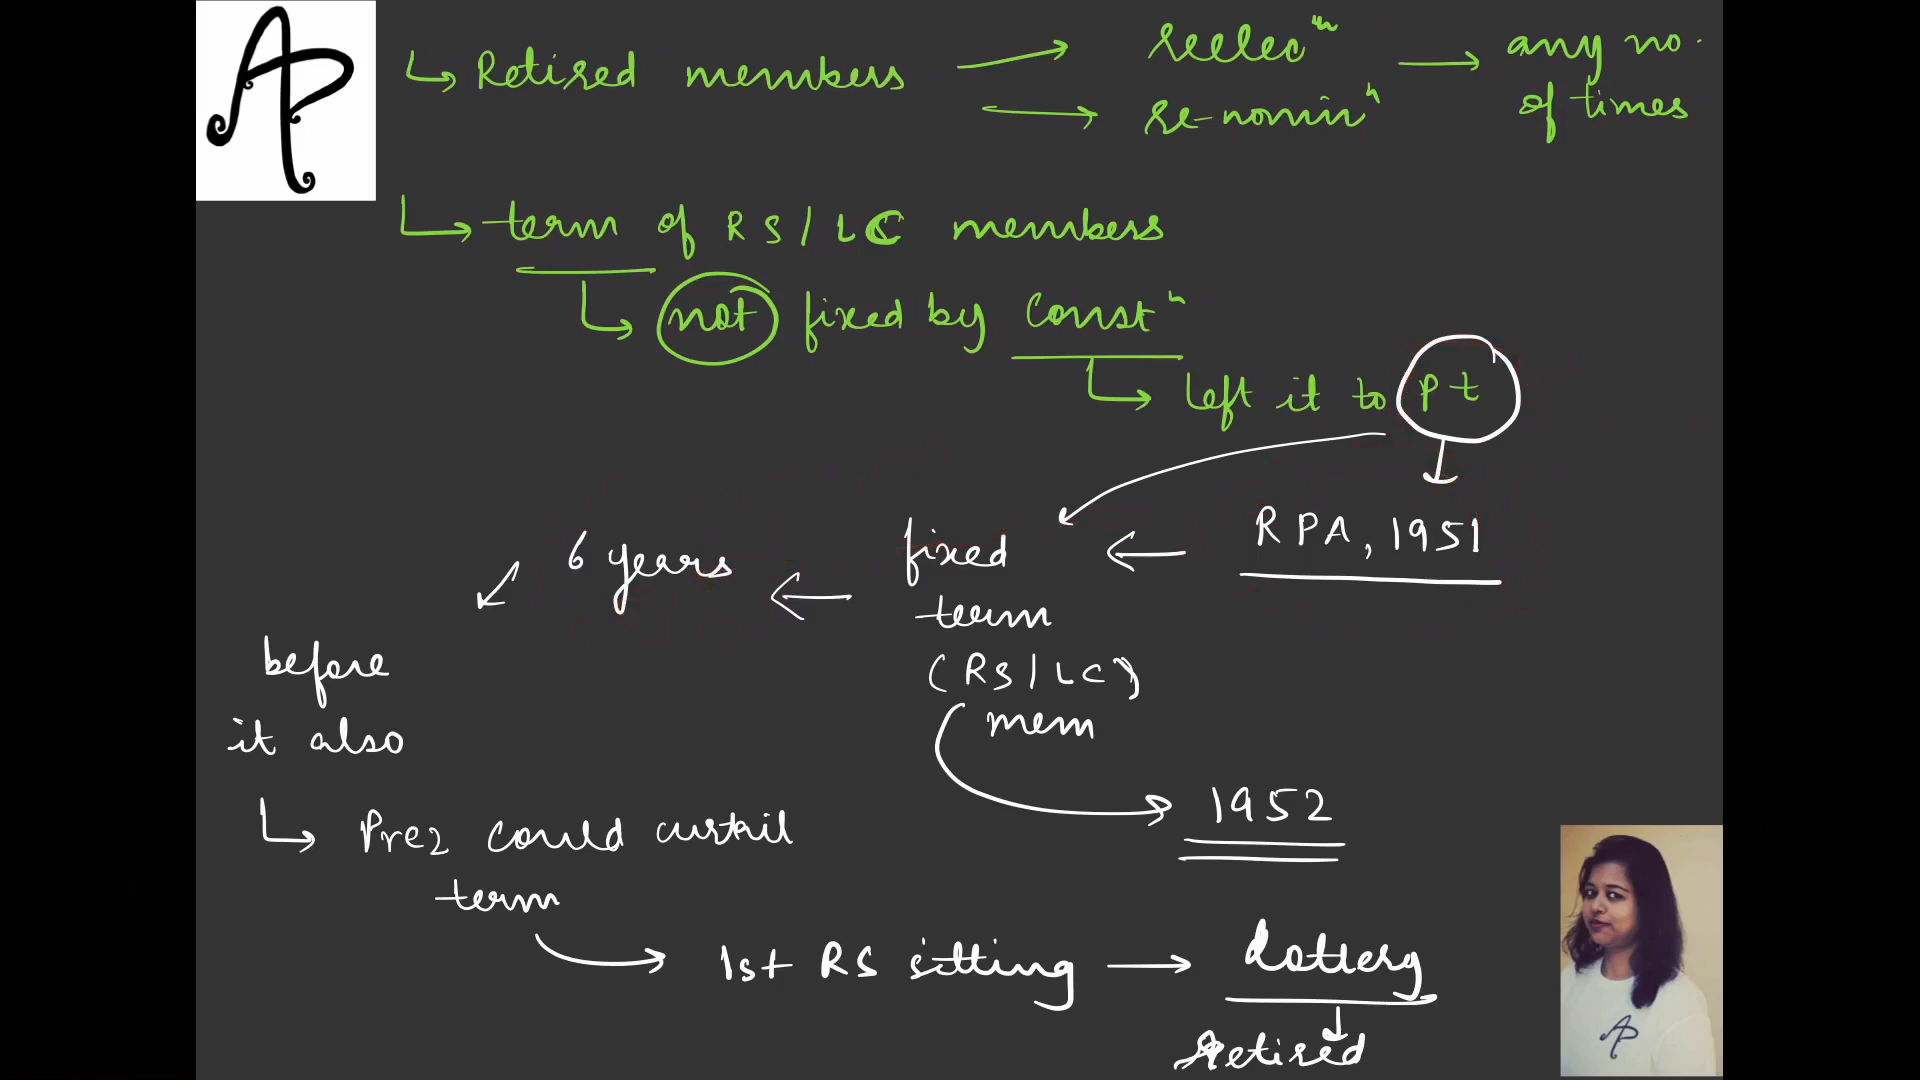 AP
↳ Retired members → reelecⁿ → any no. of times
→ re-nominⁿ
↳ term of RS/LC members
↳ not fixed by Constⁿ
↳ left it to pt
RPA, 1951
fixed term (RS/LC) mem
6 years
before it also
1952
↳ Prez could curtail term
1st RS sitting → Lottery
retired
AP